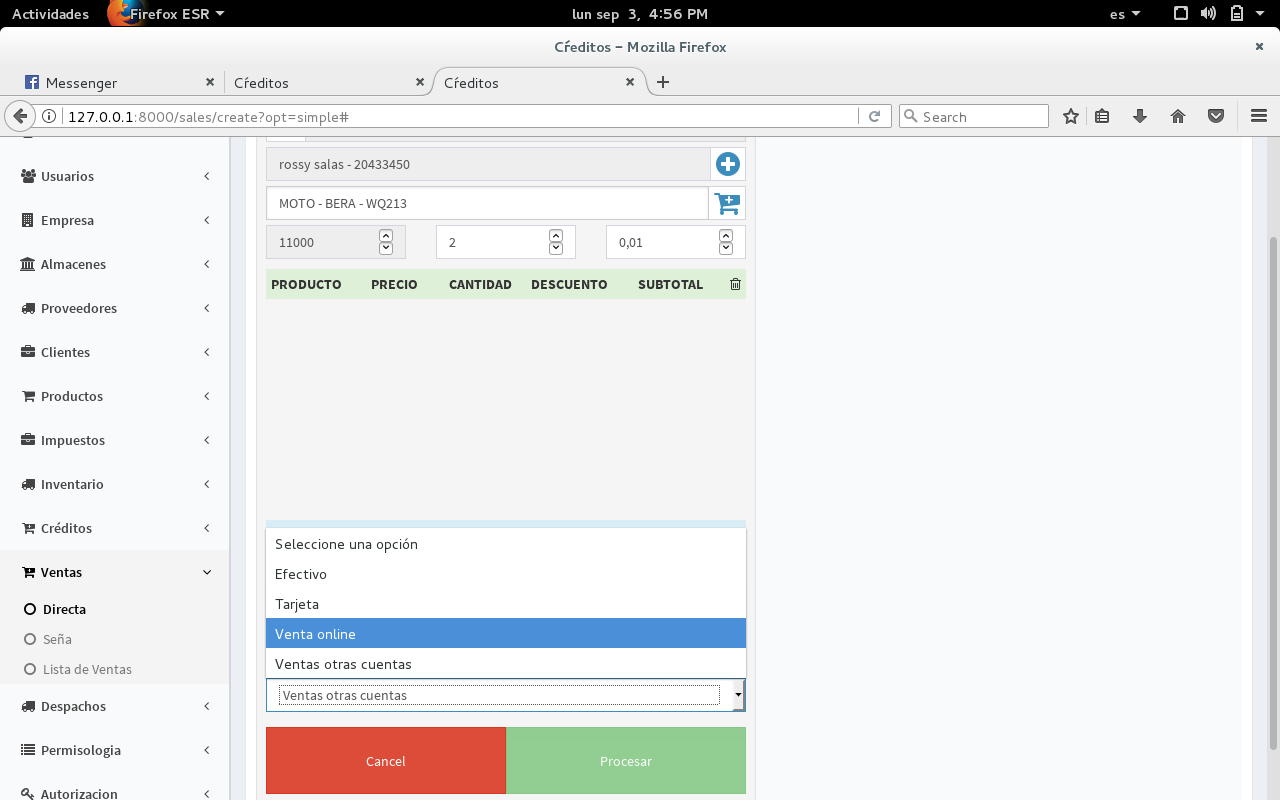 Actividades Firefox ESR lun sep 3, 4:56 PM es
Cŕeditos - Mozilla Firefox
Messenger Cŕeditos Cŕeditos
127.0.0.1:8000/sales/create?opt=simple# Search
rossy salas - 20433450
Usuarios
MOTO - BERA - WQ213
Empresa
11000 2 0,01
Almacenes
PRODUCTO PRECIO CANTIDAD DESCUENTO SUBTOTAL
Proveedores
Clientes
Productos
Impuestos
Inventario
Créditos
Seleccione una opción
Ventas
Efectivo
Directa
Tarjeta
Seña
Venta online
Lista de Ventas
Ventas otras cuentas
Ventas otras cuentas
Despachos
Permisologia
Cancel Procesar
Autorizacion